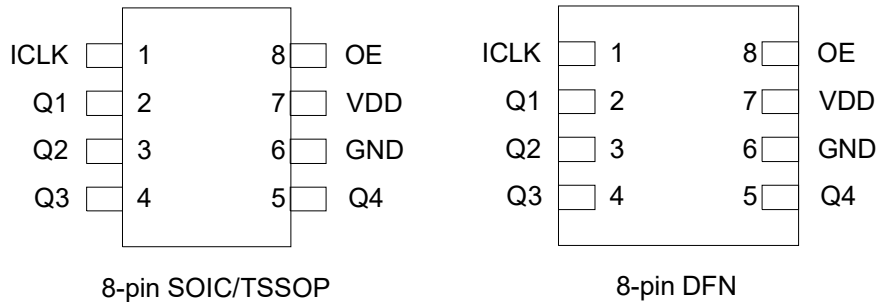 ICLK 1 8 OE
Q1 2 7 VDD
Q2 3 6 GND
Q3 4 5 Q4
8-pin SOIC/TSSOP
ICLK 1 8 OE
Q1 2 7 VDD
Q2 3 6 GND
Q3 4 5 Q4
8-pin DFN